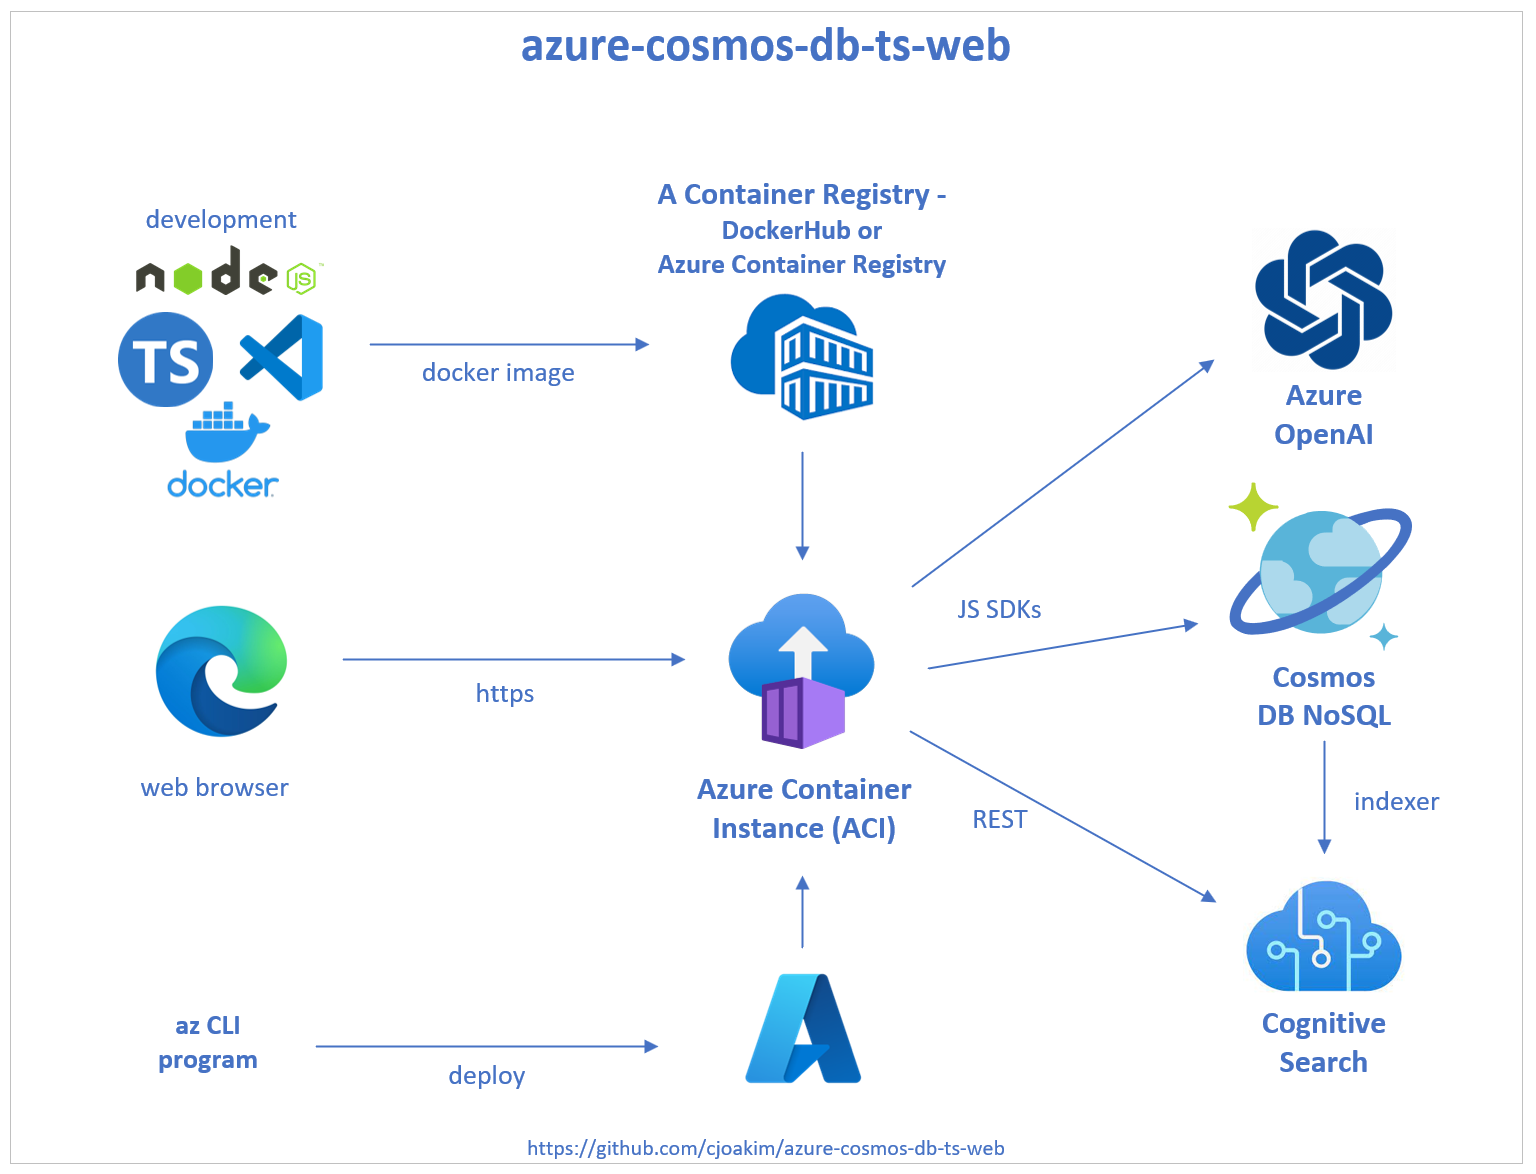 azure-cosmos-db-ts-web
development
node
JS
TM
TS
docker
docker image
A Container Registry -
DockerHub or
Azure Container Registry
Azure
OpenAI
JS SDKs
Cosmos
DB NoSQL
https
web browser
Azure Container
Instance (ACI)
REST
indexer
Cognitive
Search
az CLI
program
deploy
https://github.com/cjoakim/azure-cosmos-db-ts-web